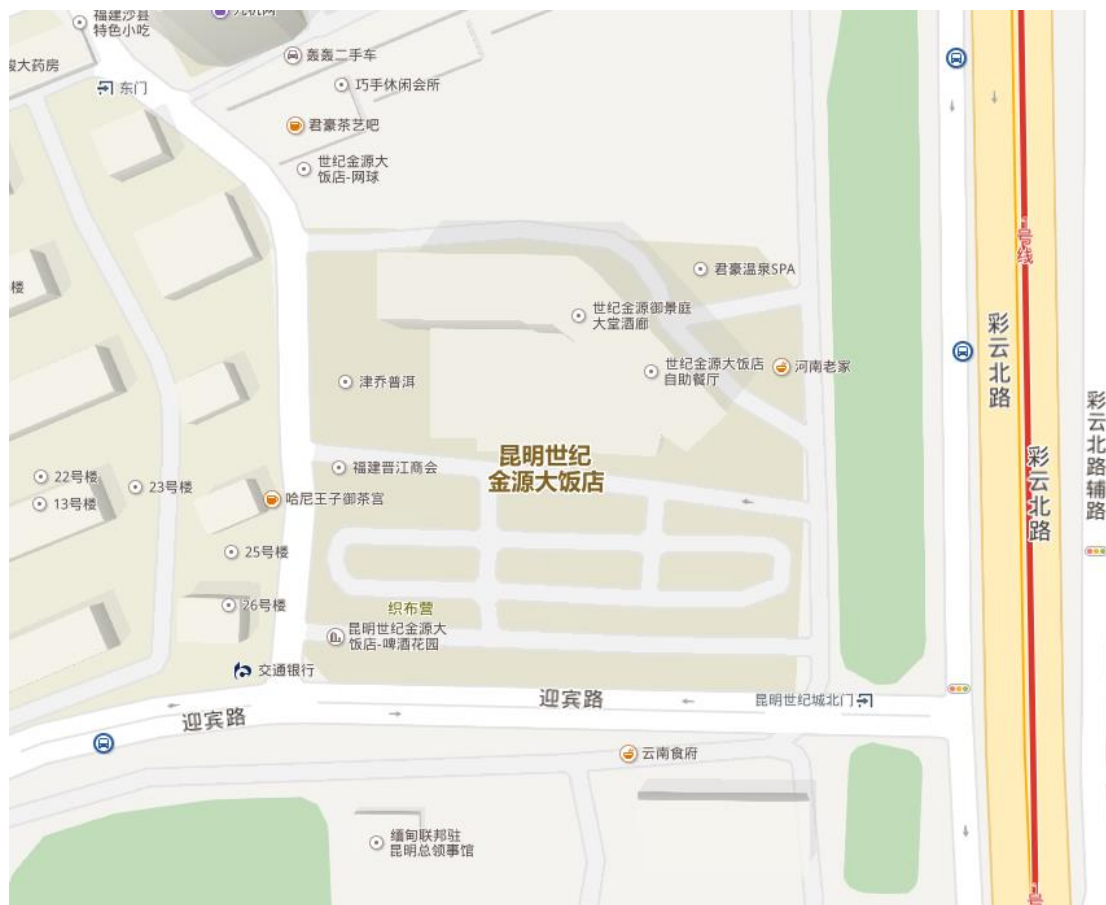 福建沙县
特色小吃
大药房
东门
轰轰二手车
巧手休闲会所
君豪茶艺吧
世纪金源大
饭店-网球
1号线
君豪温泉SPA
楼
世纪金源御景庭
大堂酒廊
彩云北路
世纪金源大饭店
自助餐厅
河南老家
津乔普洱
彩云北路辅路
昆明世纪
金源大饭店
彩云北路
福建晋江商会
22号楼
23号楼
13号楼
哈尼王子御茶宫
25号楼
26号楼
织布营
昆明世纪金源大
饭店-啤酒花园
交通银行
迎宾路
迎宾路
昆明世纪城北门
云南食府
缅甸联邦驻
昆明总领事馆